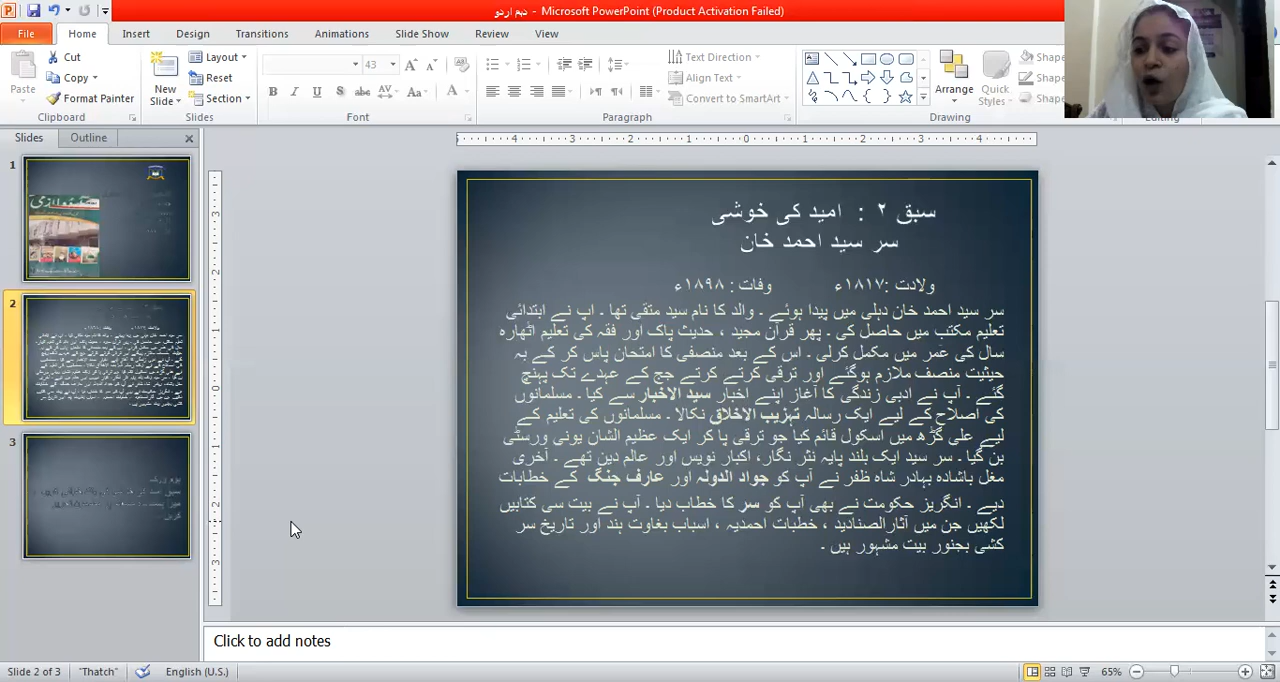 دہم اردو - Microsoft PowerPoint (Product Activation Failed)
File Home Insert Design Transitions Animations Slide Show Review View
Paste
Cut
Copy
Format Painter
Clipboard
New Slide
Layout
Reset
Section
Slides
43
Font
Text Direction
Align Text
Convert to SmartArt
Paragraph
Arrange
Quick Styles
Drawing
Slides Outline
1
2
3
سبق ۲ : امید کی خوشی
سر سید احمد خان
ولادت :۱۸۱۷ء وفات : ۱۸۹۸ء
سر سید احمد خان دہلی میں پیدا ہوئے ۔ والد کا نام سید متقی تھا ۔ اپ نے ابتدائی
تعلیم مکتب میں حاصل کی ۔ پھر قرآن مجید ، حدیث پاک اور فقہ کی تعلیم اٹھارہ
سال کی عمر میں مکمل کرلی ۔ اس کے بعد منصفی کا امتحان پاس کر کے بہ
حیثیت منصف ملازم ہوگئے اور ترقی کرتے کرتے جج کے عہدے تک پہنچ
گئے ۔ آپ نے ادبی زندگی کا آغاز اپنے اخبار سید الاخبار سے کیا ۔ مسلمانوں
کی اصلاح کے لیے ایک رسالہ تہزیب الاخلاق نکالا ۔ مسلمانوں کی تعلیم کے
لیے علی گڑھ میں اسکول قائم کیا جو ترقی پا کر ایک عظیم الشان یونی ورسٹی
بن گیا ۔ سر سید ایک بلند پایہ نثر نگار، اکبار نویس اور عالم دین تھے ۔ آخری
مغل باشادہ بہادر شاہ ظفر نے آپ کو جواد الدولہ اور عارف جنگ کے خطابات
دیے ۔ انگریز حکومت نے بھی آپ کو سر کا خطاب دیا ۔ آپ نے بیت سی کتابیں
لکھیں جن میں آثارالصنادید ، خطبات احمدیہ ، اسباب بغاوت ہند اور تاریخ سر
کشی بجنور بیت مشہور ہیں ۔
Click to add notes
Slide 2 of 3 "Thatch" English (U.S.) 65%